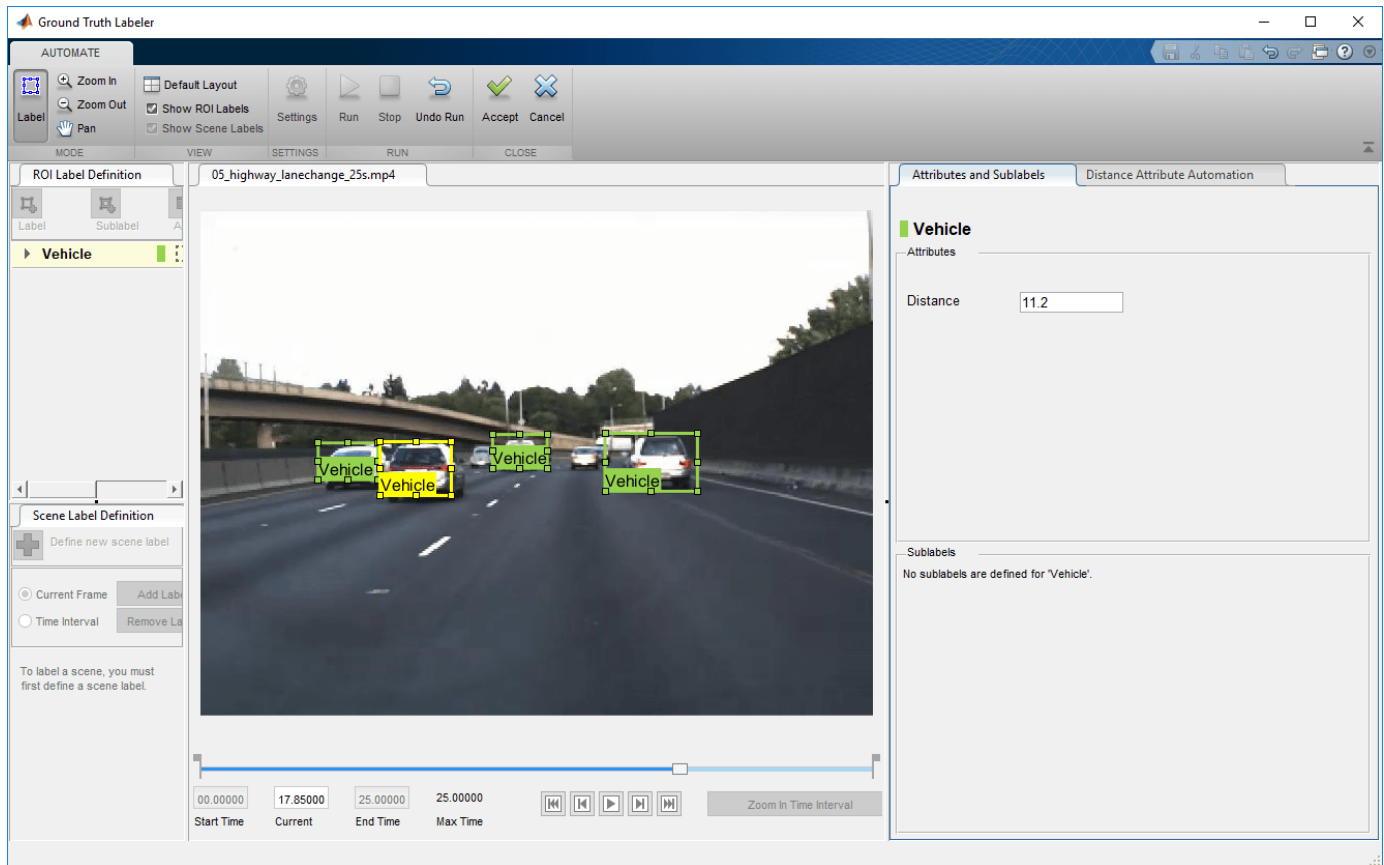 Ground Truth Labeler
AUTOMATE
Label
Zoom In
Zoom Out
Pan
MODE
Default Layout
Show ROI Labels
Show Scene Labels
VIEW
Settings
SETTINGS
Run
Stop
Undo Run
RUN
Accept
Cancel
CLOSE
ROI Label Definition
Label
Sublabel
A
Vehicle
Scene Label Definition
Define new scene label
Current Frame
Add Labe
Time Interval
Remove La
To label a scene, you must
first define a scene label.
05_highway_lanechange_25s.mp4
Vehicle
Vehicle
Vehicle
Vehicle
00.00000
17.85000
25.00000
25.00000
Start Time
Current
End Time
Max Time
Zoom In Time Interval
Attributes and Sublabels
Distance Attribute Automation
Vehicle
Attributes
Distance
11.2
Sublabels
No sublabels are defined for 'Vehicle'.